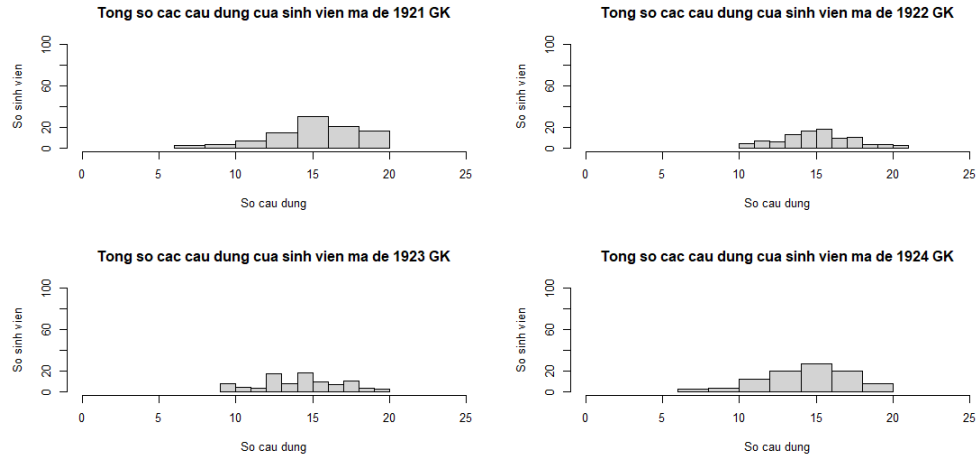 Tong so cac cau dung cua sinh vien ma de 1921 GK
So sinh vien
0 20 60 100
0 5 10 15 20 25
So cau dung
Tong so cac cau dung cua sinh vien ma de 1922 GK
So sinh vien
0 20 60 100
0 5 10 15 20 25
So cau dung
Tong so cac cau dung cua sinh vien ma de 1923 GK
So sinh vien
0 20 60 100
0 5 10 15 20 25
So cau dung
Tong so cac cau dung cua sinh vien ma de 1924 GK
So sinh vien
0 20 60 100
0 5 10 15 20 25
So cau dung